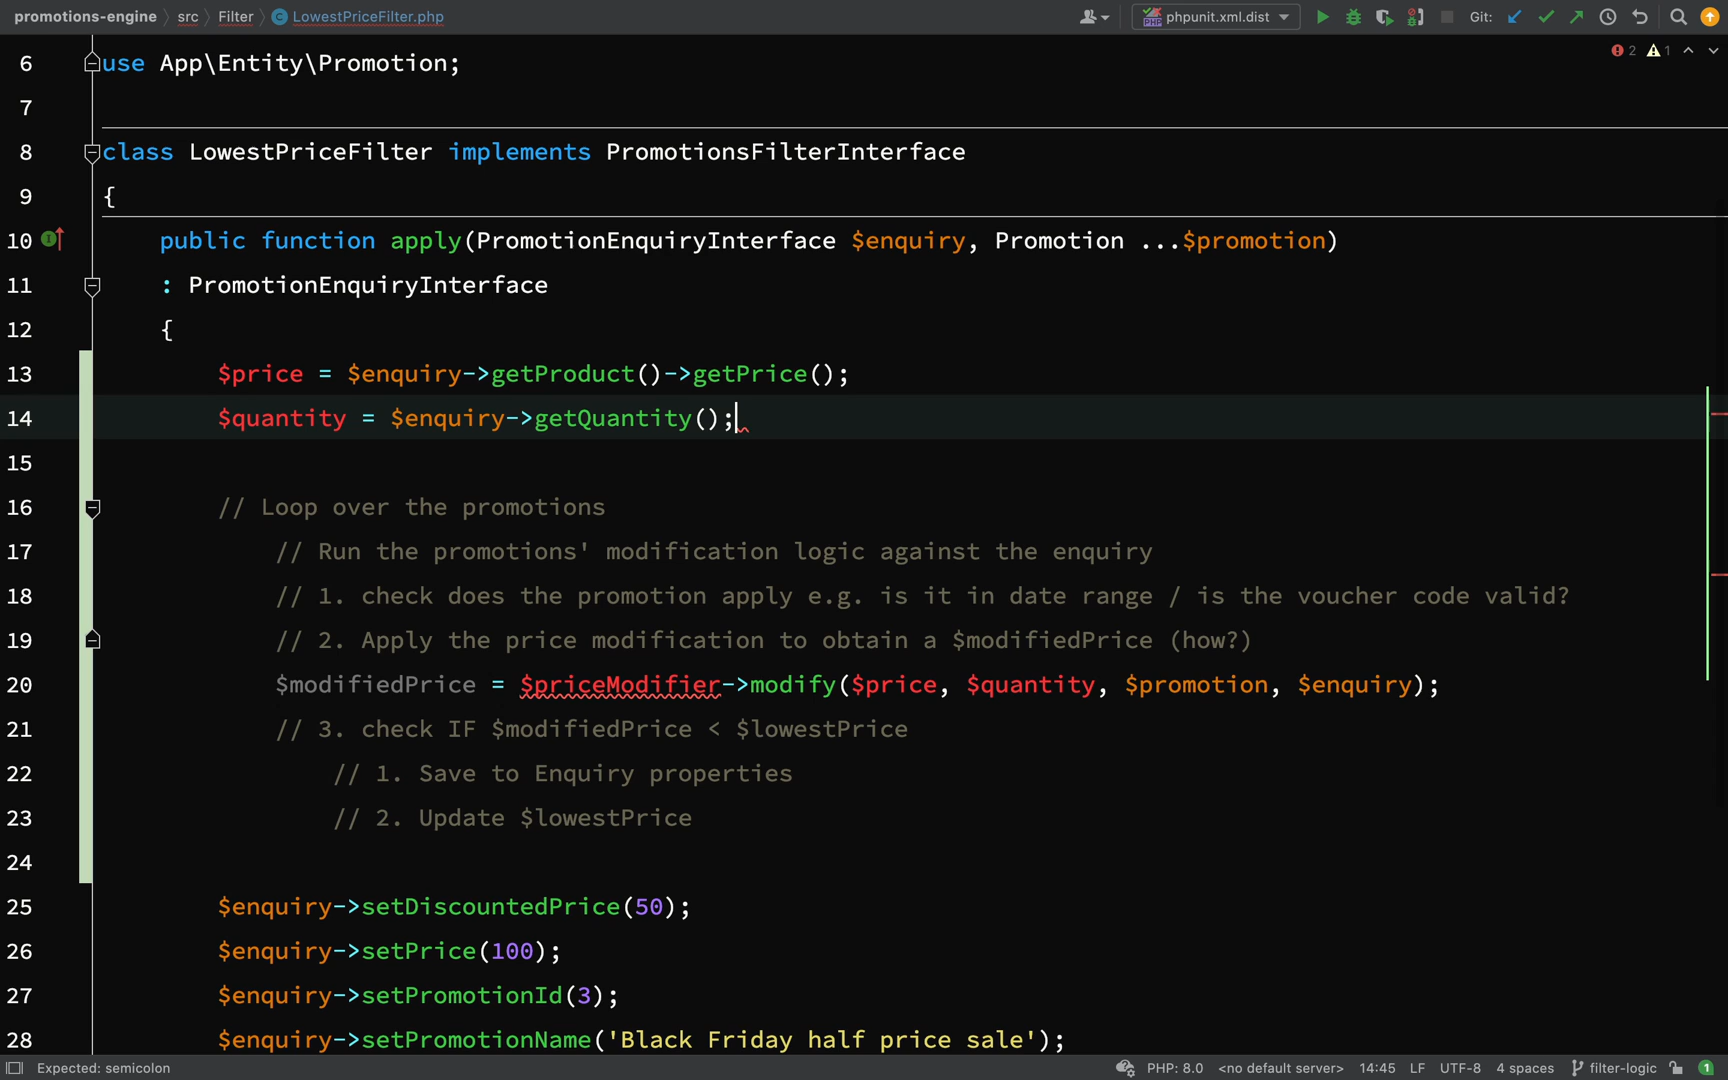 promotions-engine src Filter LowestPriceFilter.php phpunit.xml.dist Git:
2 1
6 use App\Entity\Promotion;
7
8 class LowestPriceFilter implements PromotionsFilterInterface
9 {
10 public function apply(PromotionEnquiryInterface $enquiry, Promotion ...$promotion)
11 : PromotionEnquiryInterface
12 {
13 $price = $enquiry->getProduct()->getPrice();
14 $quantity = $enquiry->getQuantity();
15
16 // Loop over the promotions
17 // Run the promotions' modification logic against the enquiry
18 // 1. check does the promotion apply e.g. is it in date range / is the voucher code valid?
19 // 2. Apply the price modification to obtain a $modifiedPrice (how?)
20 $modifiedPrice = $priceModifier->modify($price, $quantity, $promotion, $enquiry);
21 // 3. check IF $modifiedPrice < $lowestPrice
22 // 1. Save to Enquiry properties
23 // 2. Update $lowestPrice
24
25 $enquiry->setDiscountedPrice(50);
26 $enquiry->setPrice(100);
27 $enquiry->setPromotionId(3);
28 $enquiry->setPromotionName('Black Friday half price sale');
Expected: semicolon PHP: 8.0 <no default server> 14:45 LF UTF-8 4 spaces filter-logic 1